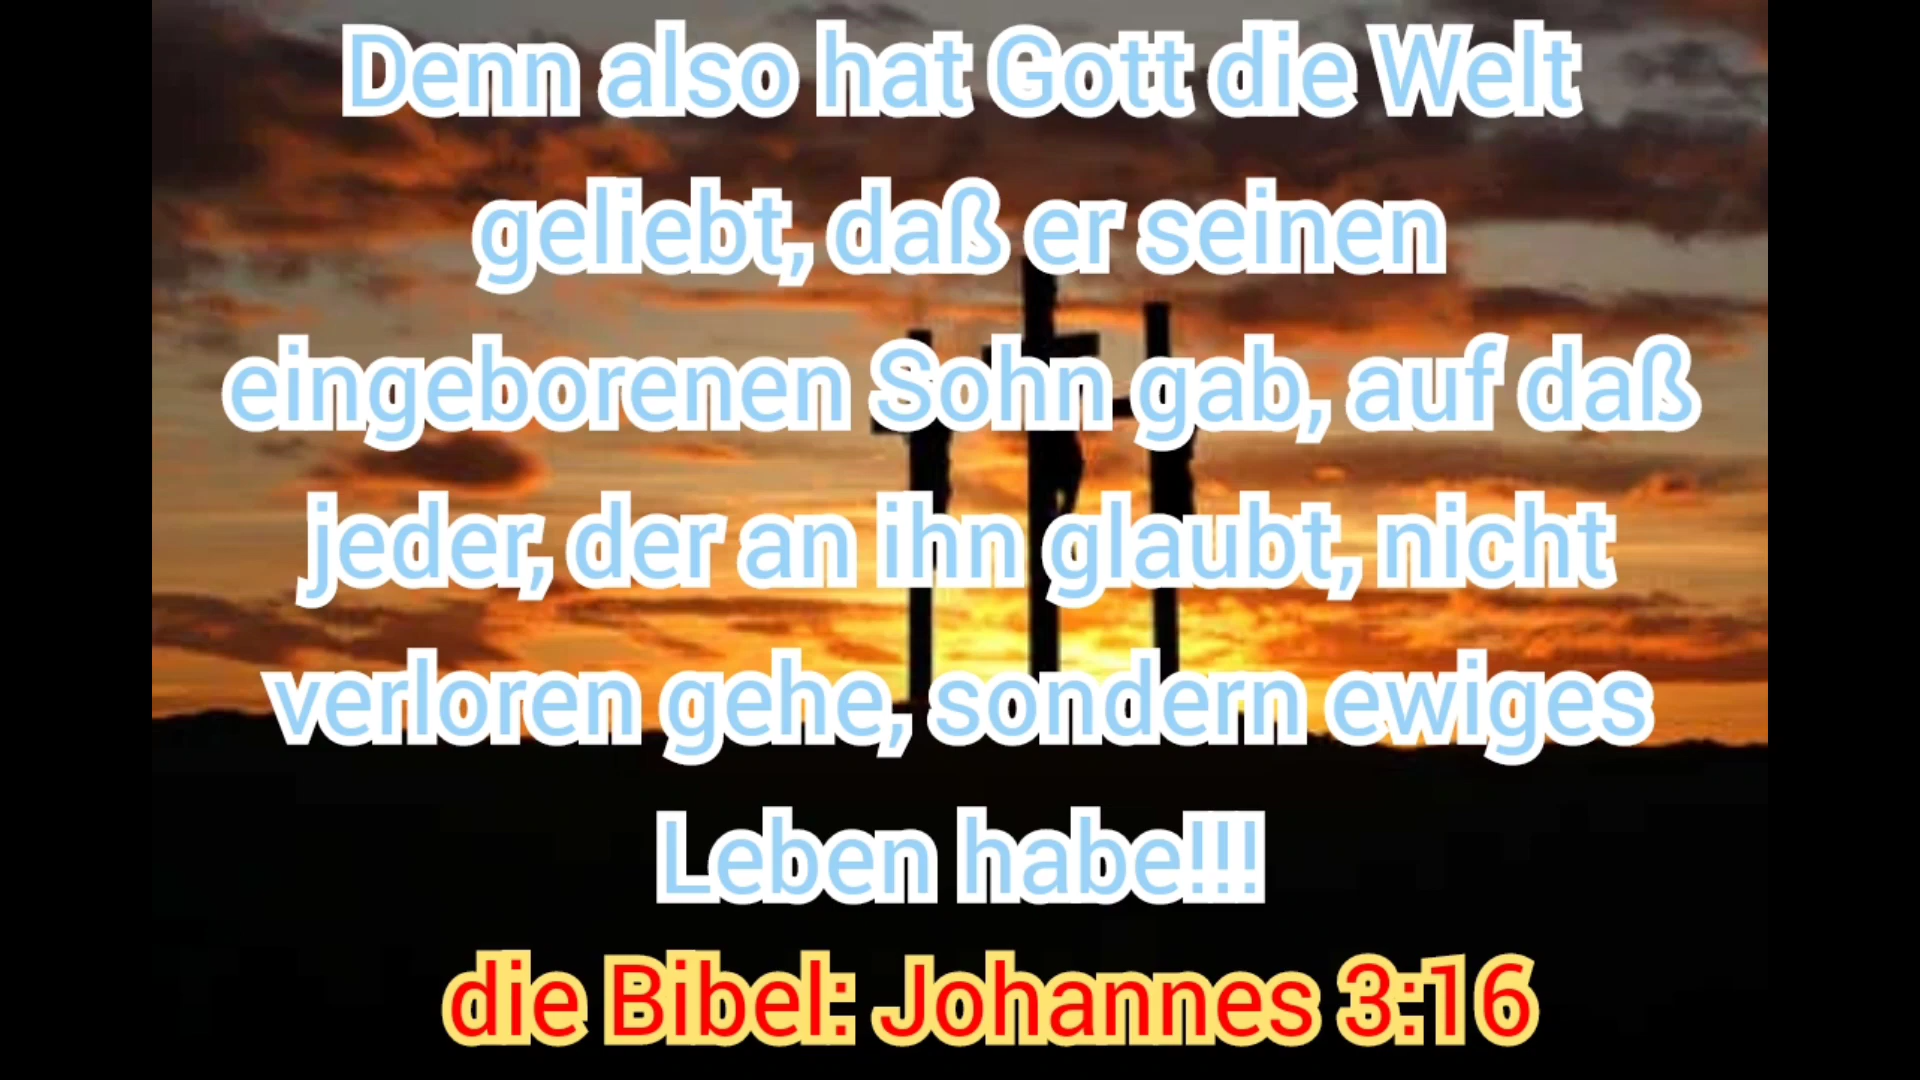 Denn also hat Gott die Welt
geliebt, daß er seinen
eingeborenen Sohn gab, auf daß
jeder, der an ihn glaubt, nicht
verloren gehe, sondern ewiges
Leben habe!!!
die Bibel: Johannes 3:16